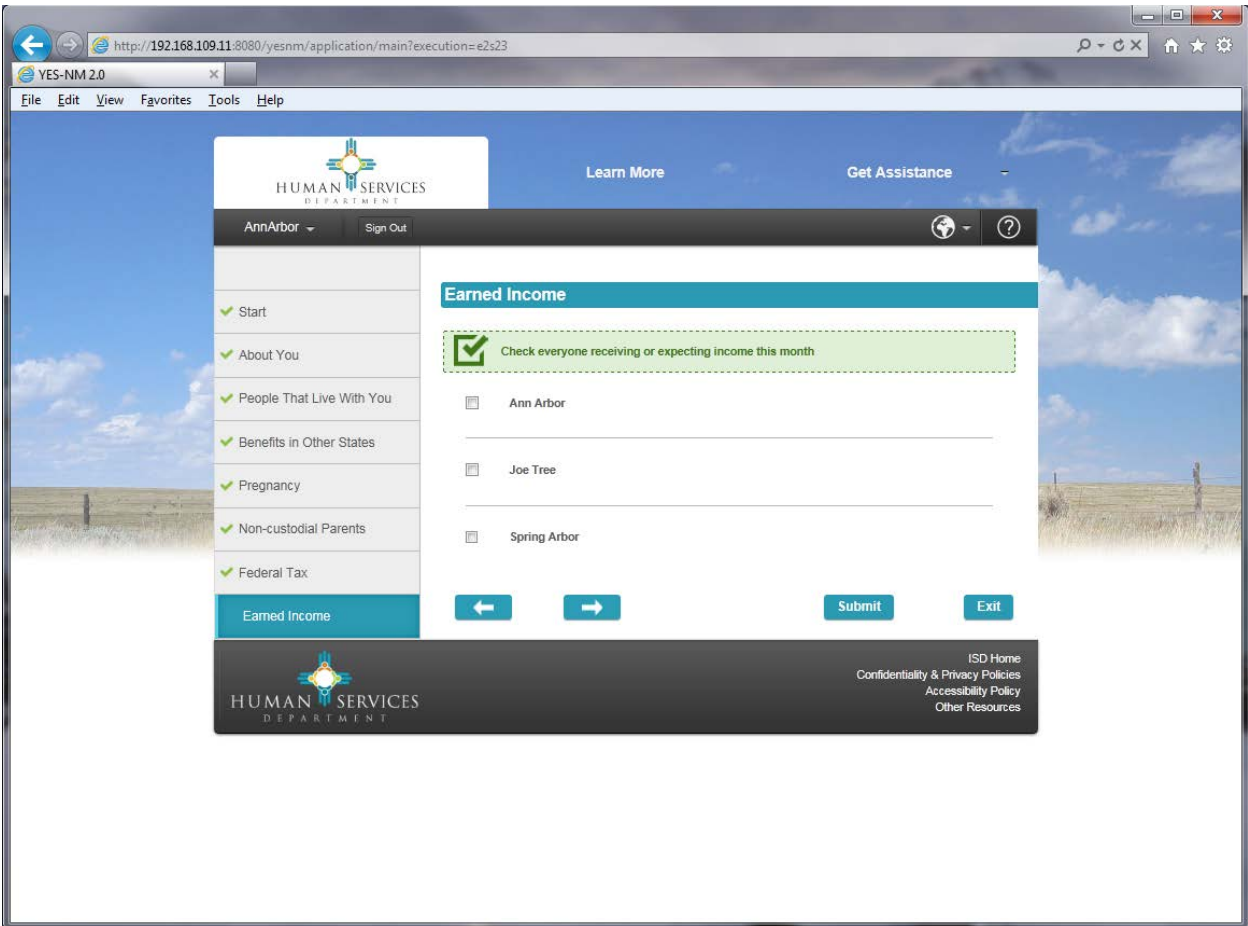 http://192.168.109.11:8080/yesnm/application/main?execution=e2s23
YES-NM 2.0
File Edit View Favorites Tools Help
HUMAN SERVICES
DEPARTMENT
Learn More
Get Assistance
AnnArbor
Sign Out
Start
About You
People That Live With You
Benefits in Other States
Pregnancy
Non-custodial Parents
Federal Tax
Earned Income
Earned Income
Check everyone receiving or expecting income this month
Ann Arbor
Joe Tree
Spring Arbor
Submit
Exit
HUMAN SERVICES
DEPARTMENT
ISD Home
Confidentiality & Privacy Policies
Accessibility Policy
Other Resources